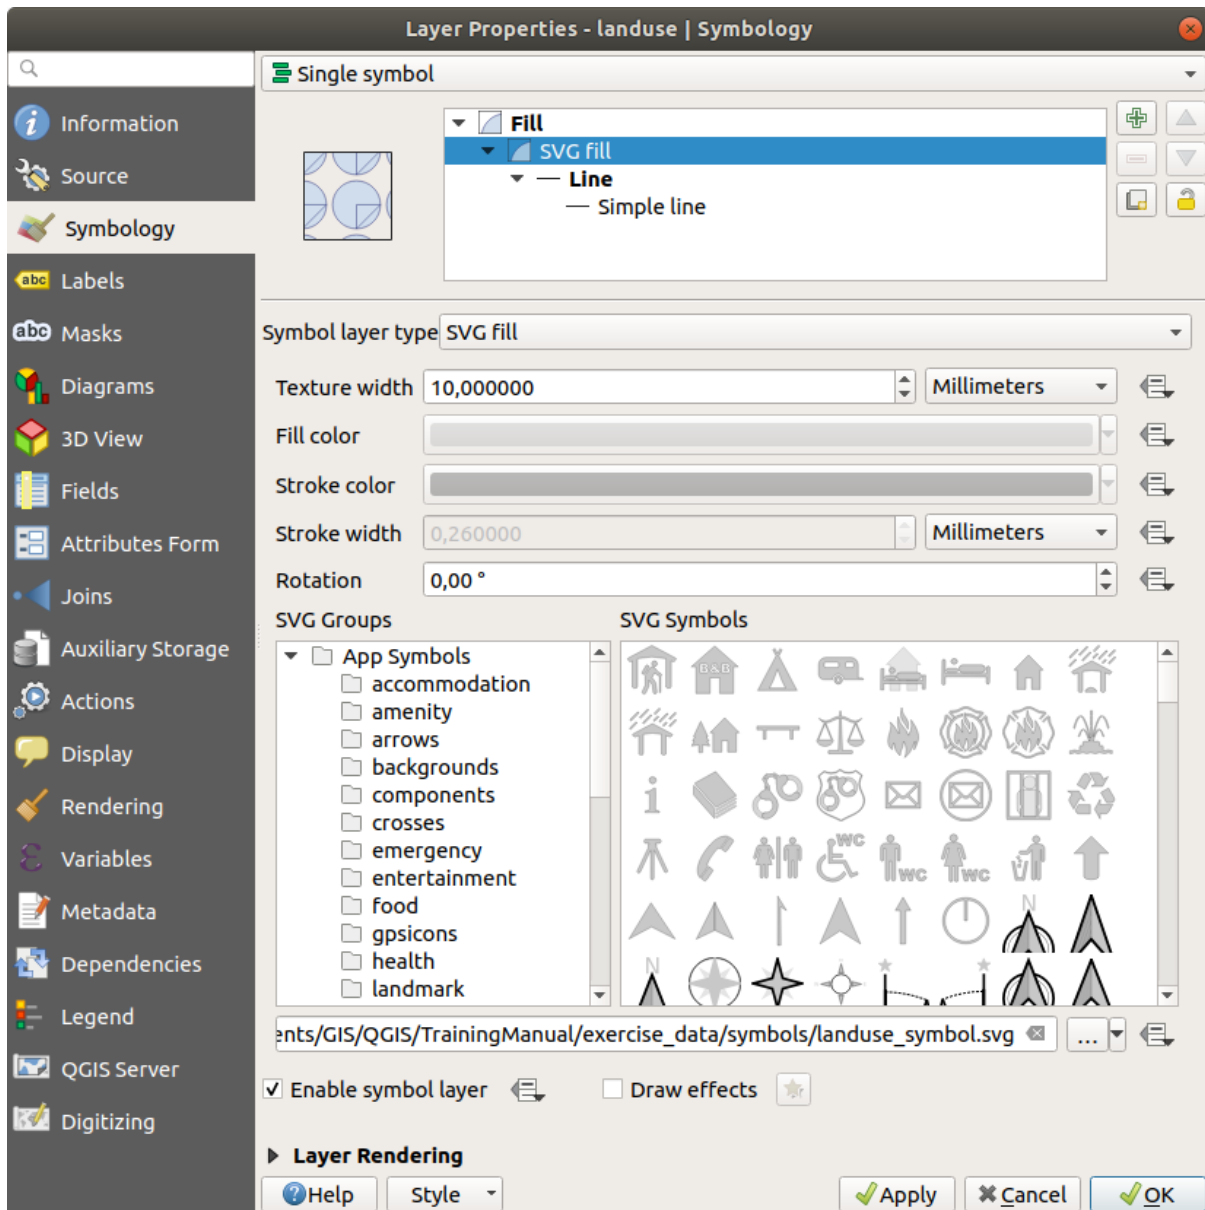 Layer Properties - landuse | Symbology
Single symbol
Information
Source
Symbology
Labels
Masks
Diagrams
3D View
Fields
Attributes Form
Joins
Auxiliary Storage
Actions
Display
Rendering
Variables
Metadata
Dependencies
Legend
QGIS Server
Digitizing
abc
abc
Fill
SVG fill
Line
Simple line
Symbol layer type SVG fill
Texture width 10,000000 Millimeters
Fill color
Stroke color
Stroke width 0,260000 Millimeters
Rotation 0,00 °
SVG Groups
App Symbols
accommodation
amenity
arrows
backgrounds
components
crosses
emergency
entertainment
food
gpsicons
health
landmark
SVG Symbols
B&B
i
WC
WC
WC
N
N
ents/GIS/QGIS/TrainingManual/exercise_data/symbols/landuse_symbol.svg
...
Enable symbol layer
Draw effects
Layer Rendering
Help
Style
Apply
Cancel
OK